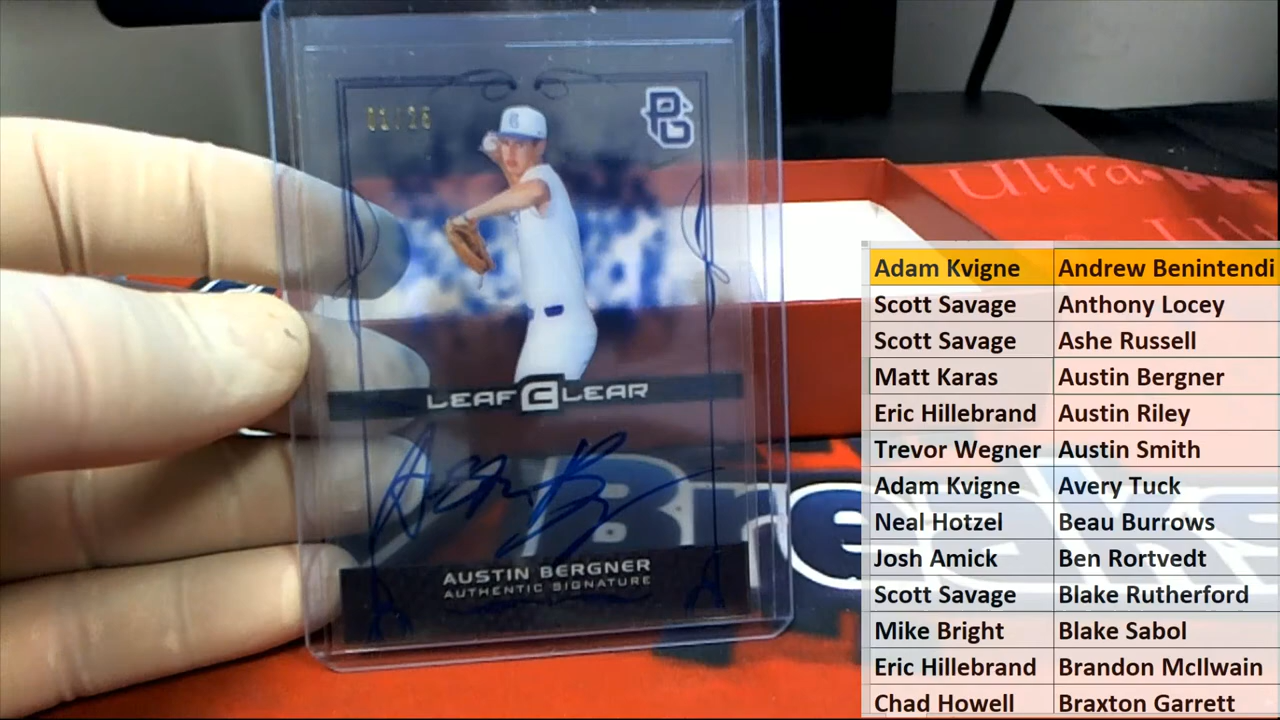 01/25
PG
LEAF CLEAR
AUSTIN BERGNER
AUTHENTIC SIGNATURE
Ultra
Breake
Adam Kvigne Andrew Benintendi
Scott Savage Anthony Locey
Scott Savage Ashe Russell
Matt Karas Austin Bergner
Eric Hillebrand Austin Riley
Trevor Wegner Austin Smith
Adam Kvigne Avery Tuck
Neal Hotzel Beau Burrows
Josh Amick Ben Rortvedt
Scott Savage Blake Rutherford
Mike Bright Blake Sabol
Eric Hillebrand Brandon McIlwain
Chad Howell Braxton Garrett